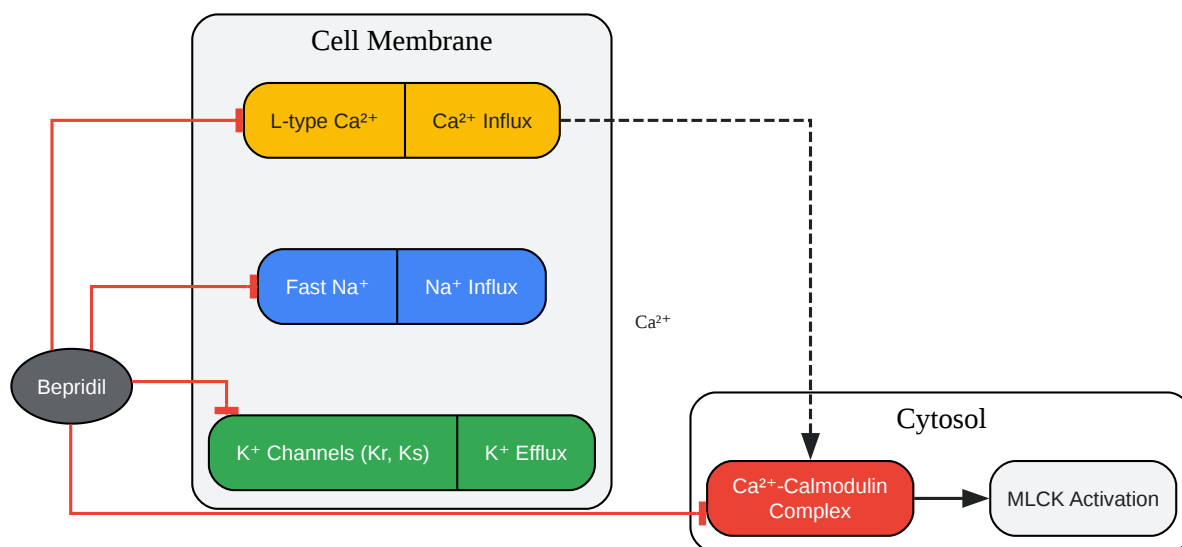 Cell Membrane
L-type Ca²⁺
Ca²⁺ Influx
Fast Na⁺
Na⁺ Influx
Ca²⁺
Bepridil
K⁺ Channels (Kr, Ks)
K⁺ Efflux
Cytosol
Ca²⁺-Calmodulin
Complex
MLCK Activation